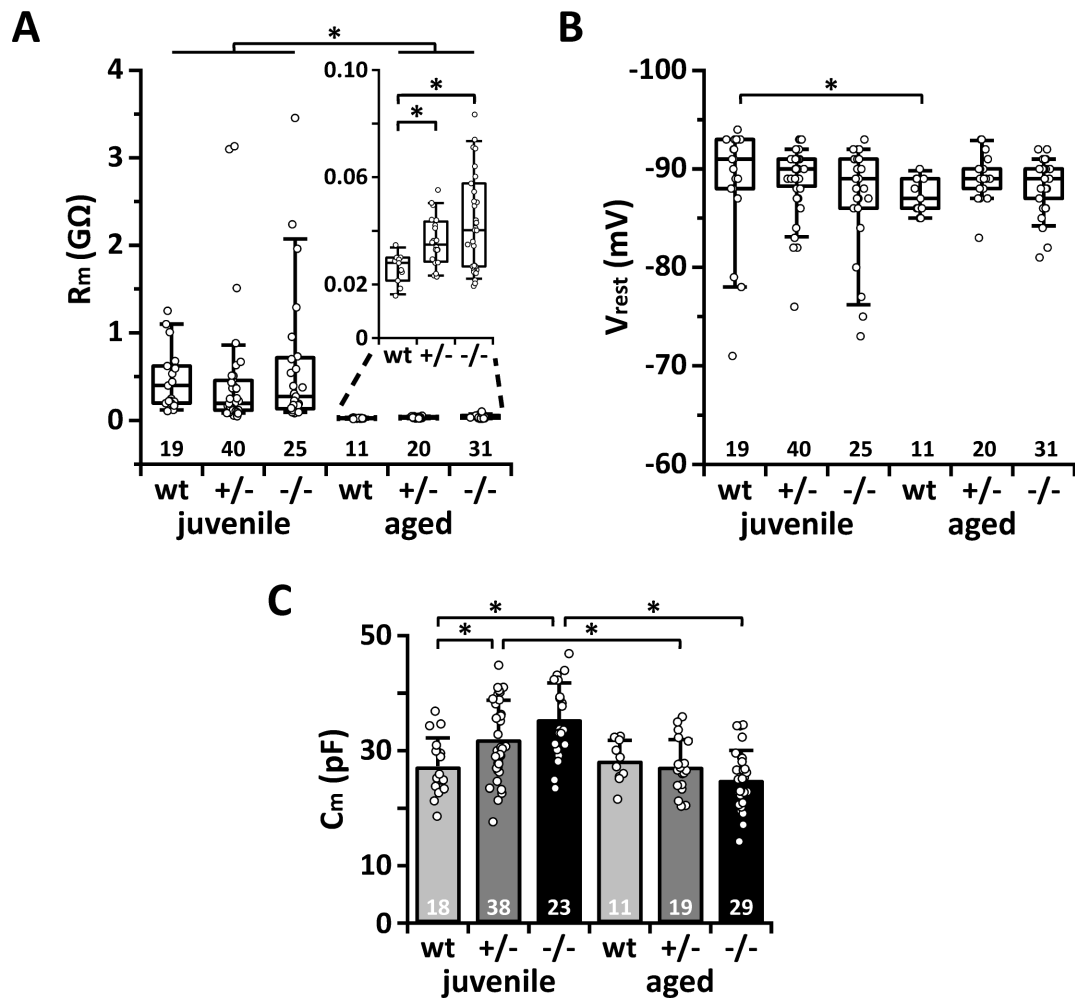 A
B
*
4
3
2
1
0
Rm (GΩ)
0.10
0.06
0.02
0
*
*
wt +/- -/-
19 40 25 11 20 31
wt +/- -/- wt +/- -/-
juvenile aged
-100
-90
-80
-70
-60
Vrest (mV)
*
19 40 25 11 20 31
wt +/- -/- wt +/- -/-
juvenile aged
C
* *
* *
50
30
10
0
Cm (pF)
18 38 23 11 19 29
wt +/- -/- wt +/- -/-
juvenile aged